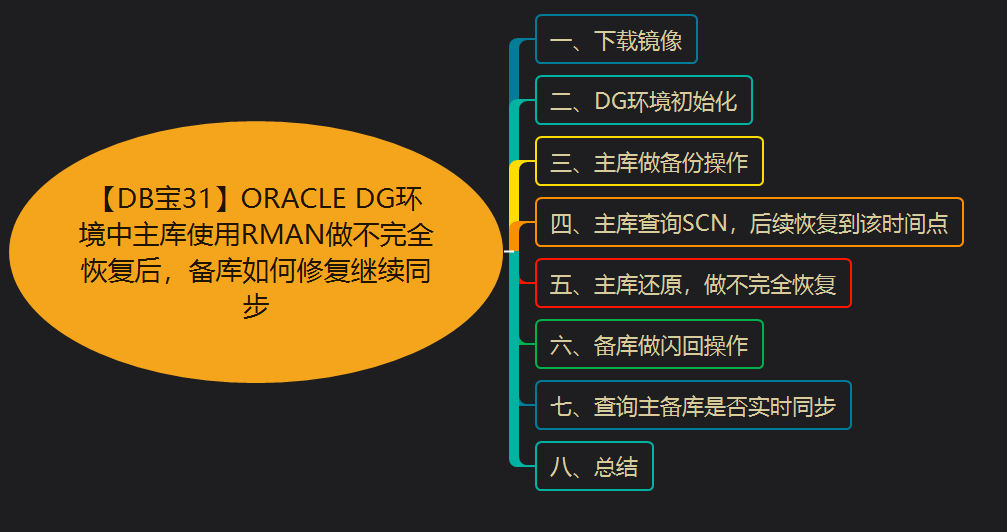 【DB宝31】ORACLE DG环
境中主库使用RMAN做不完全
恢复后，备库如何修复继续同
步
一、下载镜像
二、DG环境初始化
三、主库做备份操作
四、主库查询SCN，后续恢复到该时间点
五、主库还原，做不完全恢复
六、备库做闪回操作
七、查询主备库是否实时同步
八、总结